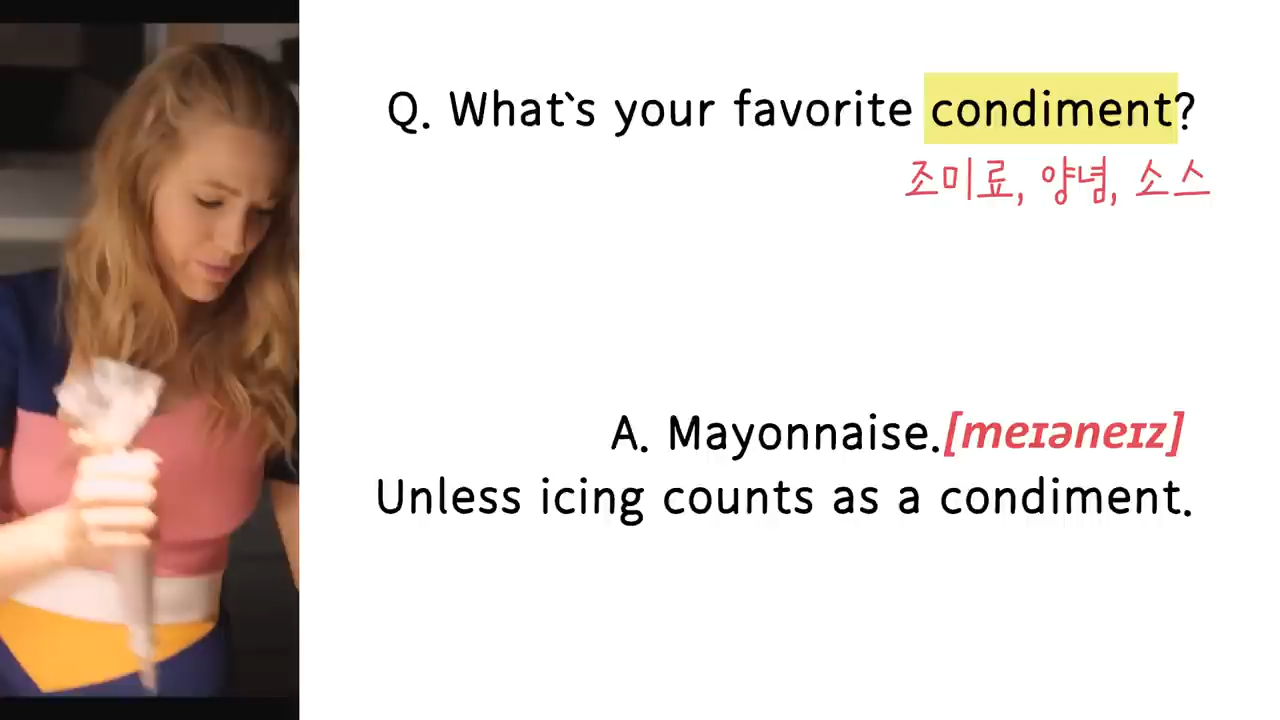 Q. What`s your favorite condiment?
조미료, 양념, 소스
A. Mayonnaise.[meɪəneɪz]
Unless icing counts as a condiment.